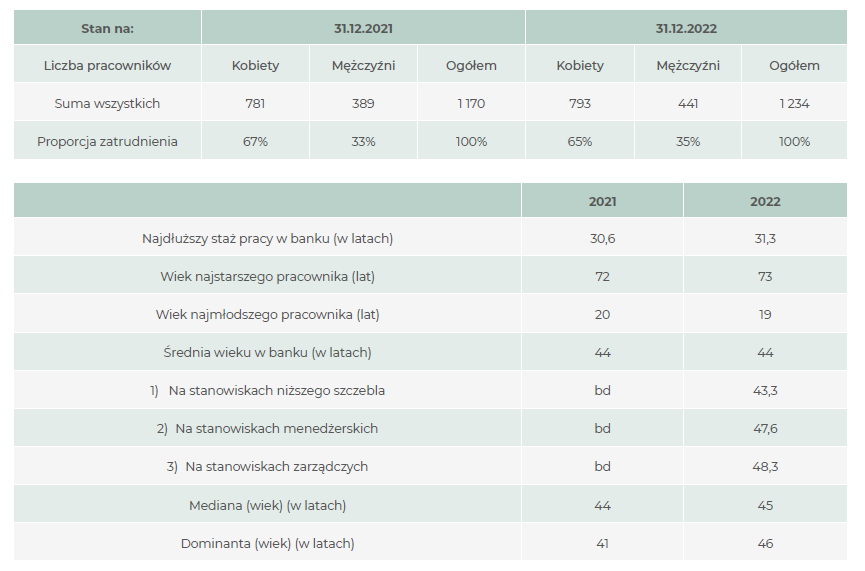 Stan na: 31.12.2021 31.12.2022
Liczba pracowników Kobiety Mężczyźni Ogółem Kobiety Mężczyźni Ogółem
Suma wszystkich 781 389 1 170 793 441 1 234
Proporcja zatrudnienia 67% 33% 100% 65% 35% 100%
2021 2022
Najdłuższy staż pracy w banku (w latach) 30,6 31,3
Wiek najstarszego pracownika (lat) 72 73
Wiek najmłodszego pracownika (lat) 20 19
Średnia wieku w banku (w latach) 44 44
1) Na stanowiskach niższego szczebla bd 43,3
2) Na stanowiskach menedżerskich bd 47,6
3) Na stanowiskach zarządczych bd 48,3
Mediana (wiek) (w latach) 44 45
Dominanta (wiek) (w latach) 41 46